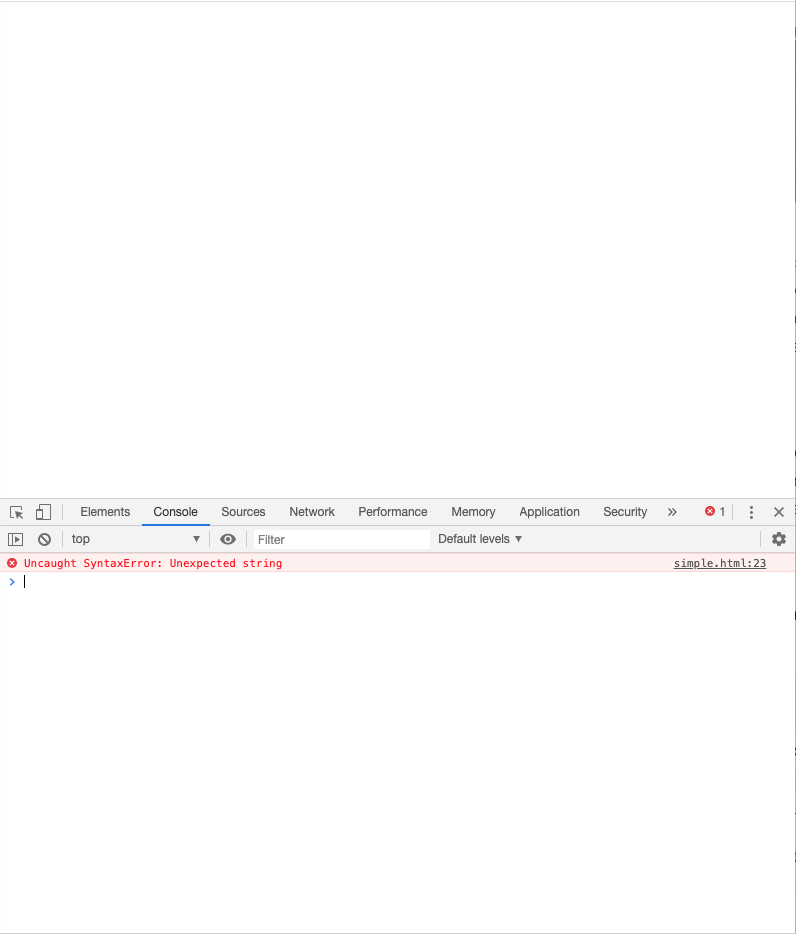 Elements Console Sources Network Performance Memory Application Security » 1
top Filter Default levels
Uncaught SyntaxError: Unexpected string simple.html:23